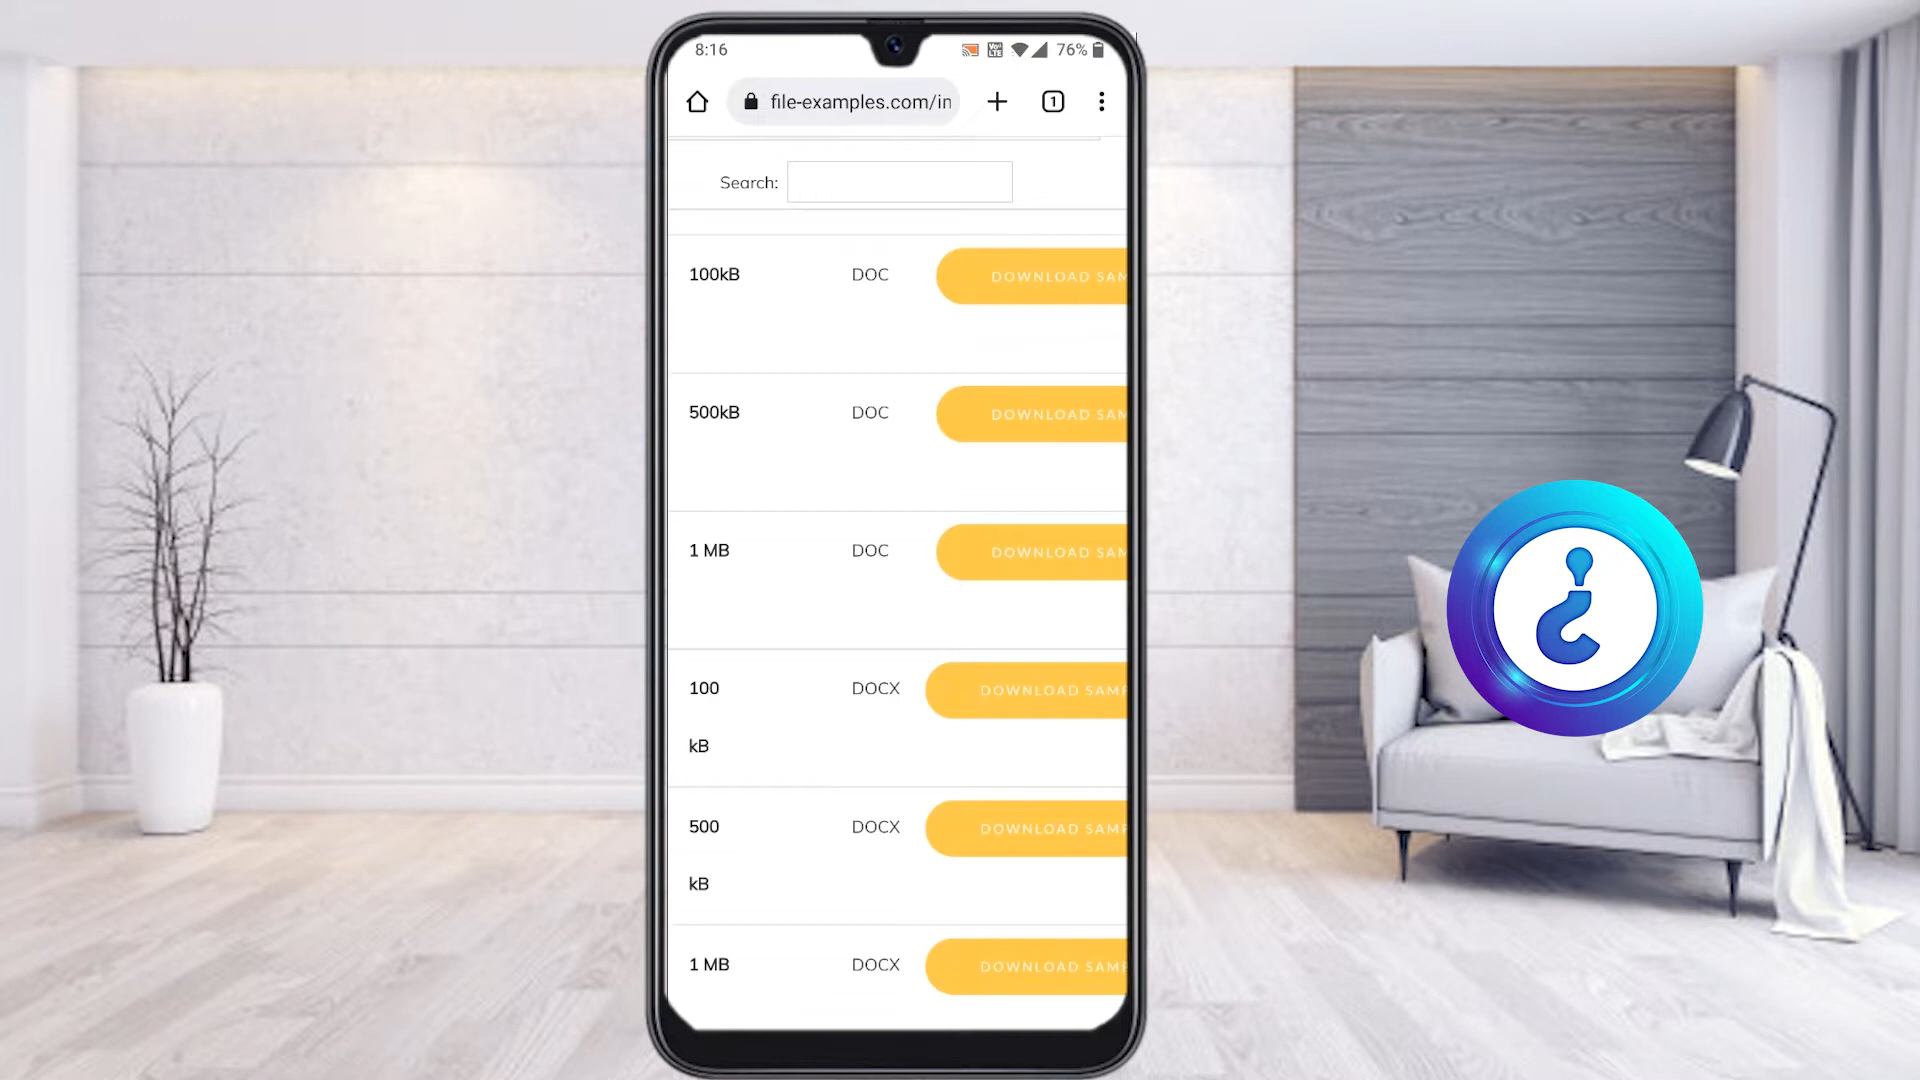 8:16 76%
file-examples.com/in 1
Search:
100kB DOC DOWNLOAD SAM
500kB DOC DOWNLOAD SAM
1 MB DOC DOWNLOAD SAM
100 DOCX DOWNLOAD SAMP
kB
500 DOCX DOWNLOAD SAMP
kB
1 MB DOCX DOWNLOAD SAMP